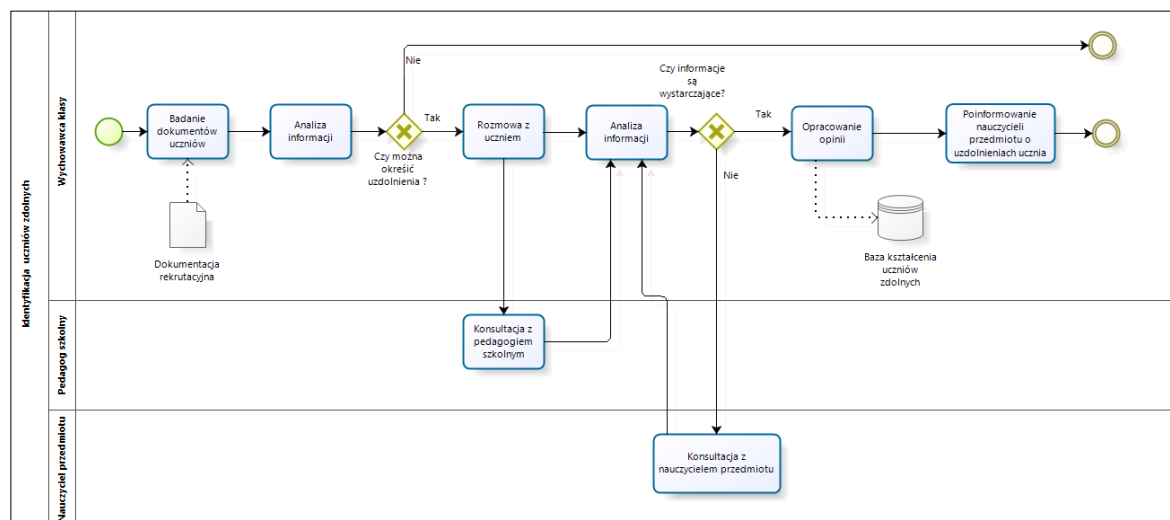 Identyfikacja uczniów zdolnych
Wychowawca klasy
Badanie
dokumentów
uczniów
Analiza
informacji
Nie
Tak
Czy można
określić
uzdolnienia ?
Rozmowa z
uczniem
Analiza
informacji
Czy informacje
są
wystarczające?
Tak
Nie
Opracowanie
opinii
Poinformowanie
nauczycieli
przedmiotu o
uzdolnieniach ucznia
Dokumentacja
rekrutacyjna
Baza kształcenia
uczniów
zdolnych
Pedagog szkolny
Konsultacja z
pedagogiem
szkolnym
Nauczyciel przedmiotu
Konsultacja z
nauczycielem przedmiotu